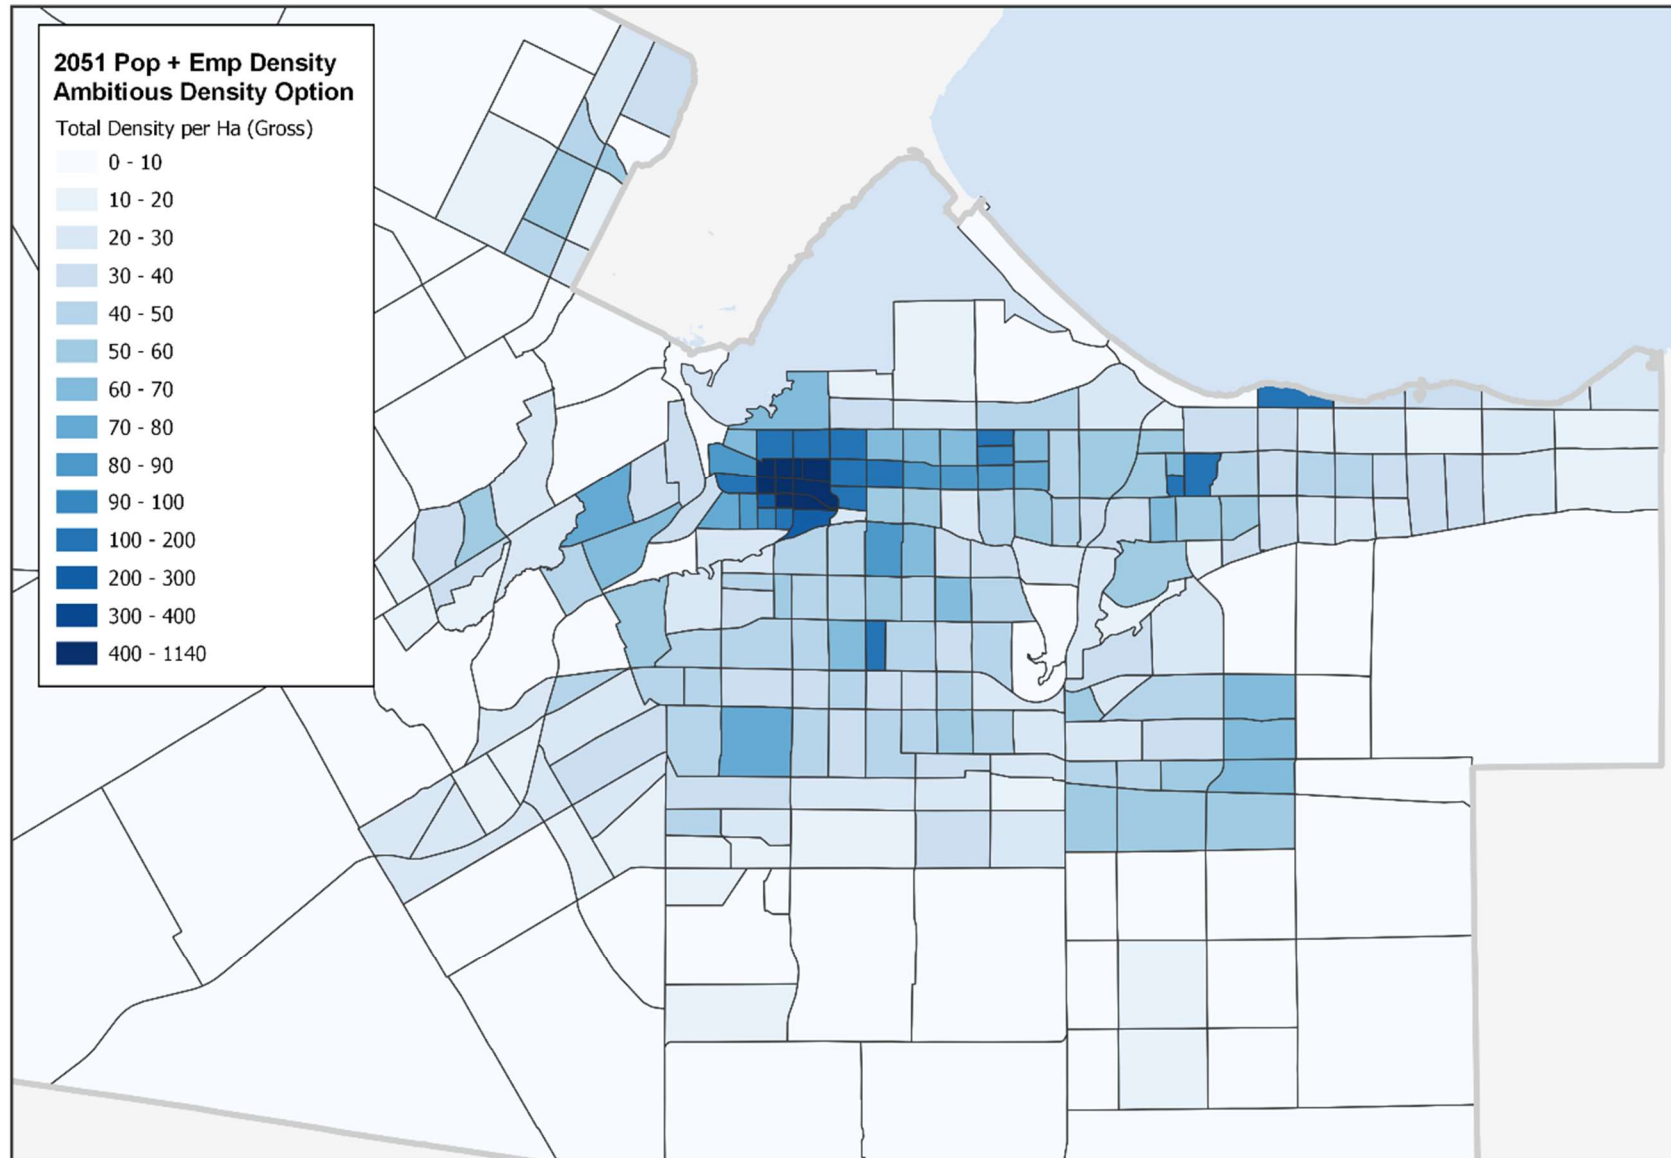 2051 Pop + Emp Density
Ambitious Density Option
Total Density per Ha (Gross)
0 - 10
10 - 20
20 - 30
30 - 40
40 - 50
50 - 60
60 - 70
70 - 80
80 - 90
90 - 100
100 - 200
200 - 300
300 - 400
400 - 1140